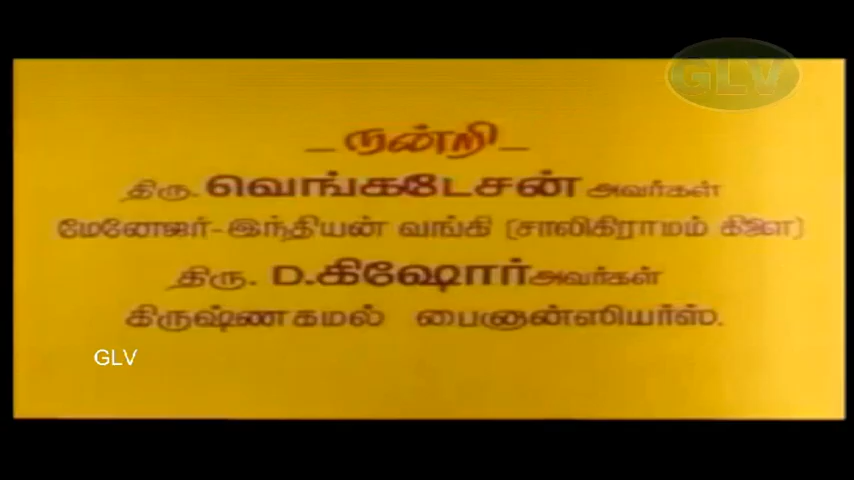 GLV
_ நன்றி _
திரு. வெங்கடேசன் அவர்கள்
மேனேஜர்-இந்தியன் வங்கி (சாலிகிராமம் கிளை)
திரு. D.கிஷோர் அவர்கள்
கிருஷ்ணகமல் பைனான்ஸியர்ஸ்.
GLV